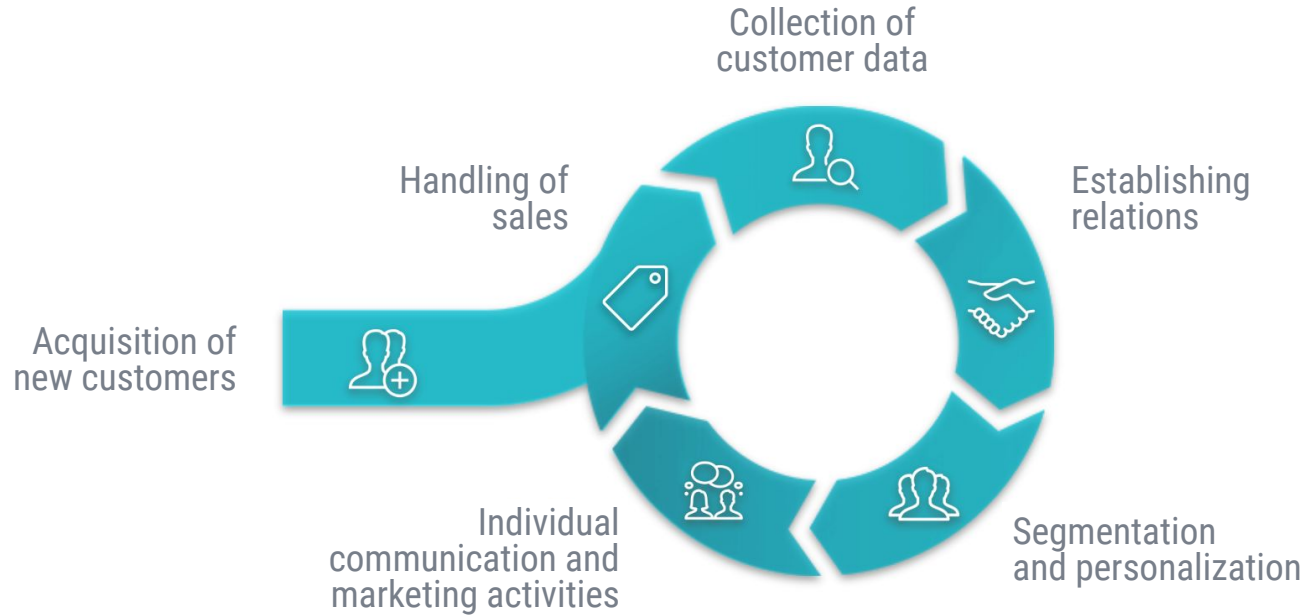 Collection of
customer data
Handling of
sales
Establishing
relations
Acquisition of
new customers
Individual
communication and
marketing activities
Segmentation
and personalization